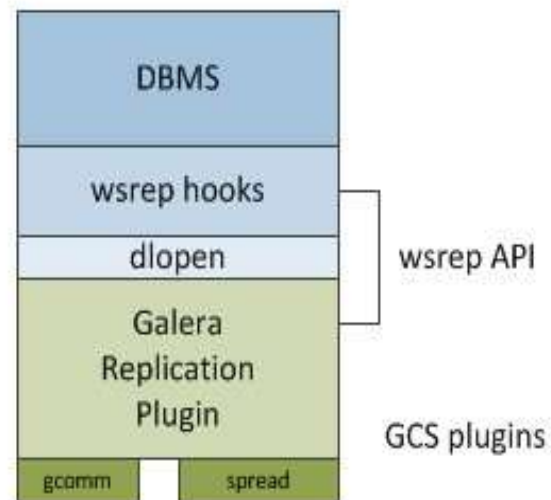 DBMS
wsrep hooks
dlopen
wsrep API
Galera
Replication
Plugin
GCS plugins
gcomm
spread